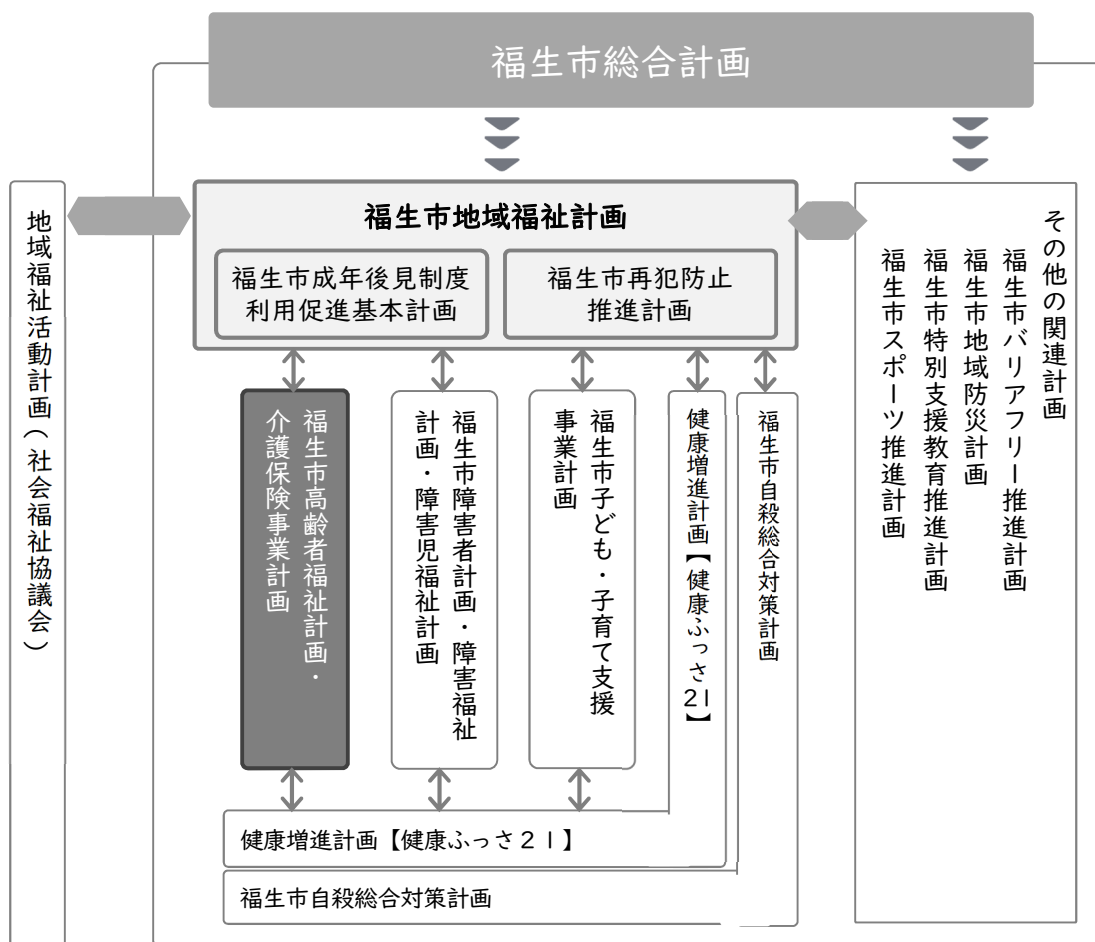 福生市総合計画
地域福祉活動計画（社会福祉協議会）
福生市地域福祉計画
福生市成年後見制度
利用促進基本計画
福生市再犯防止
推進計画
福生市高齢者福祉計画・
介護保険事業計画
福生市障害者計画・障害福祉
計画・障害児福祉計画
福生市子ども・子育て支援
事業計画
健康増進計画【健康ふっさ21】
福生市自殺総合対策計画
その他の関連計画
福生市バリアフリー推進計画
福生市地域防災計画
福生市特別支援教育推進計画
福生市スポーツ推進計画
健康増進計画【健康ふっさ２１】
福生市自殺総合対策計画